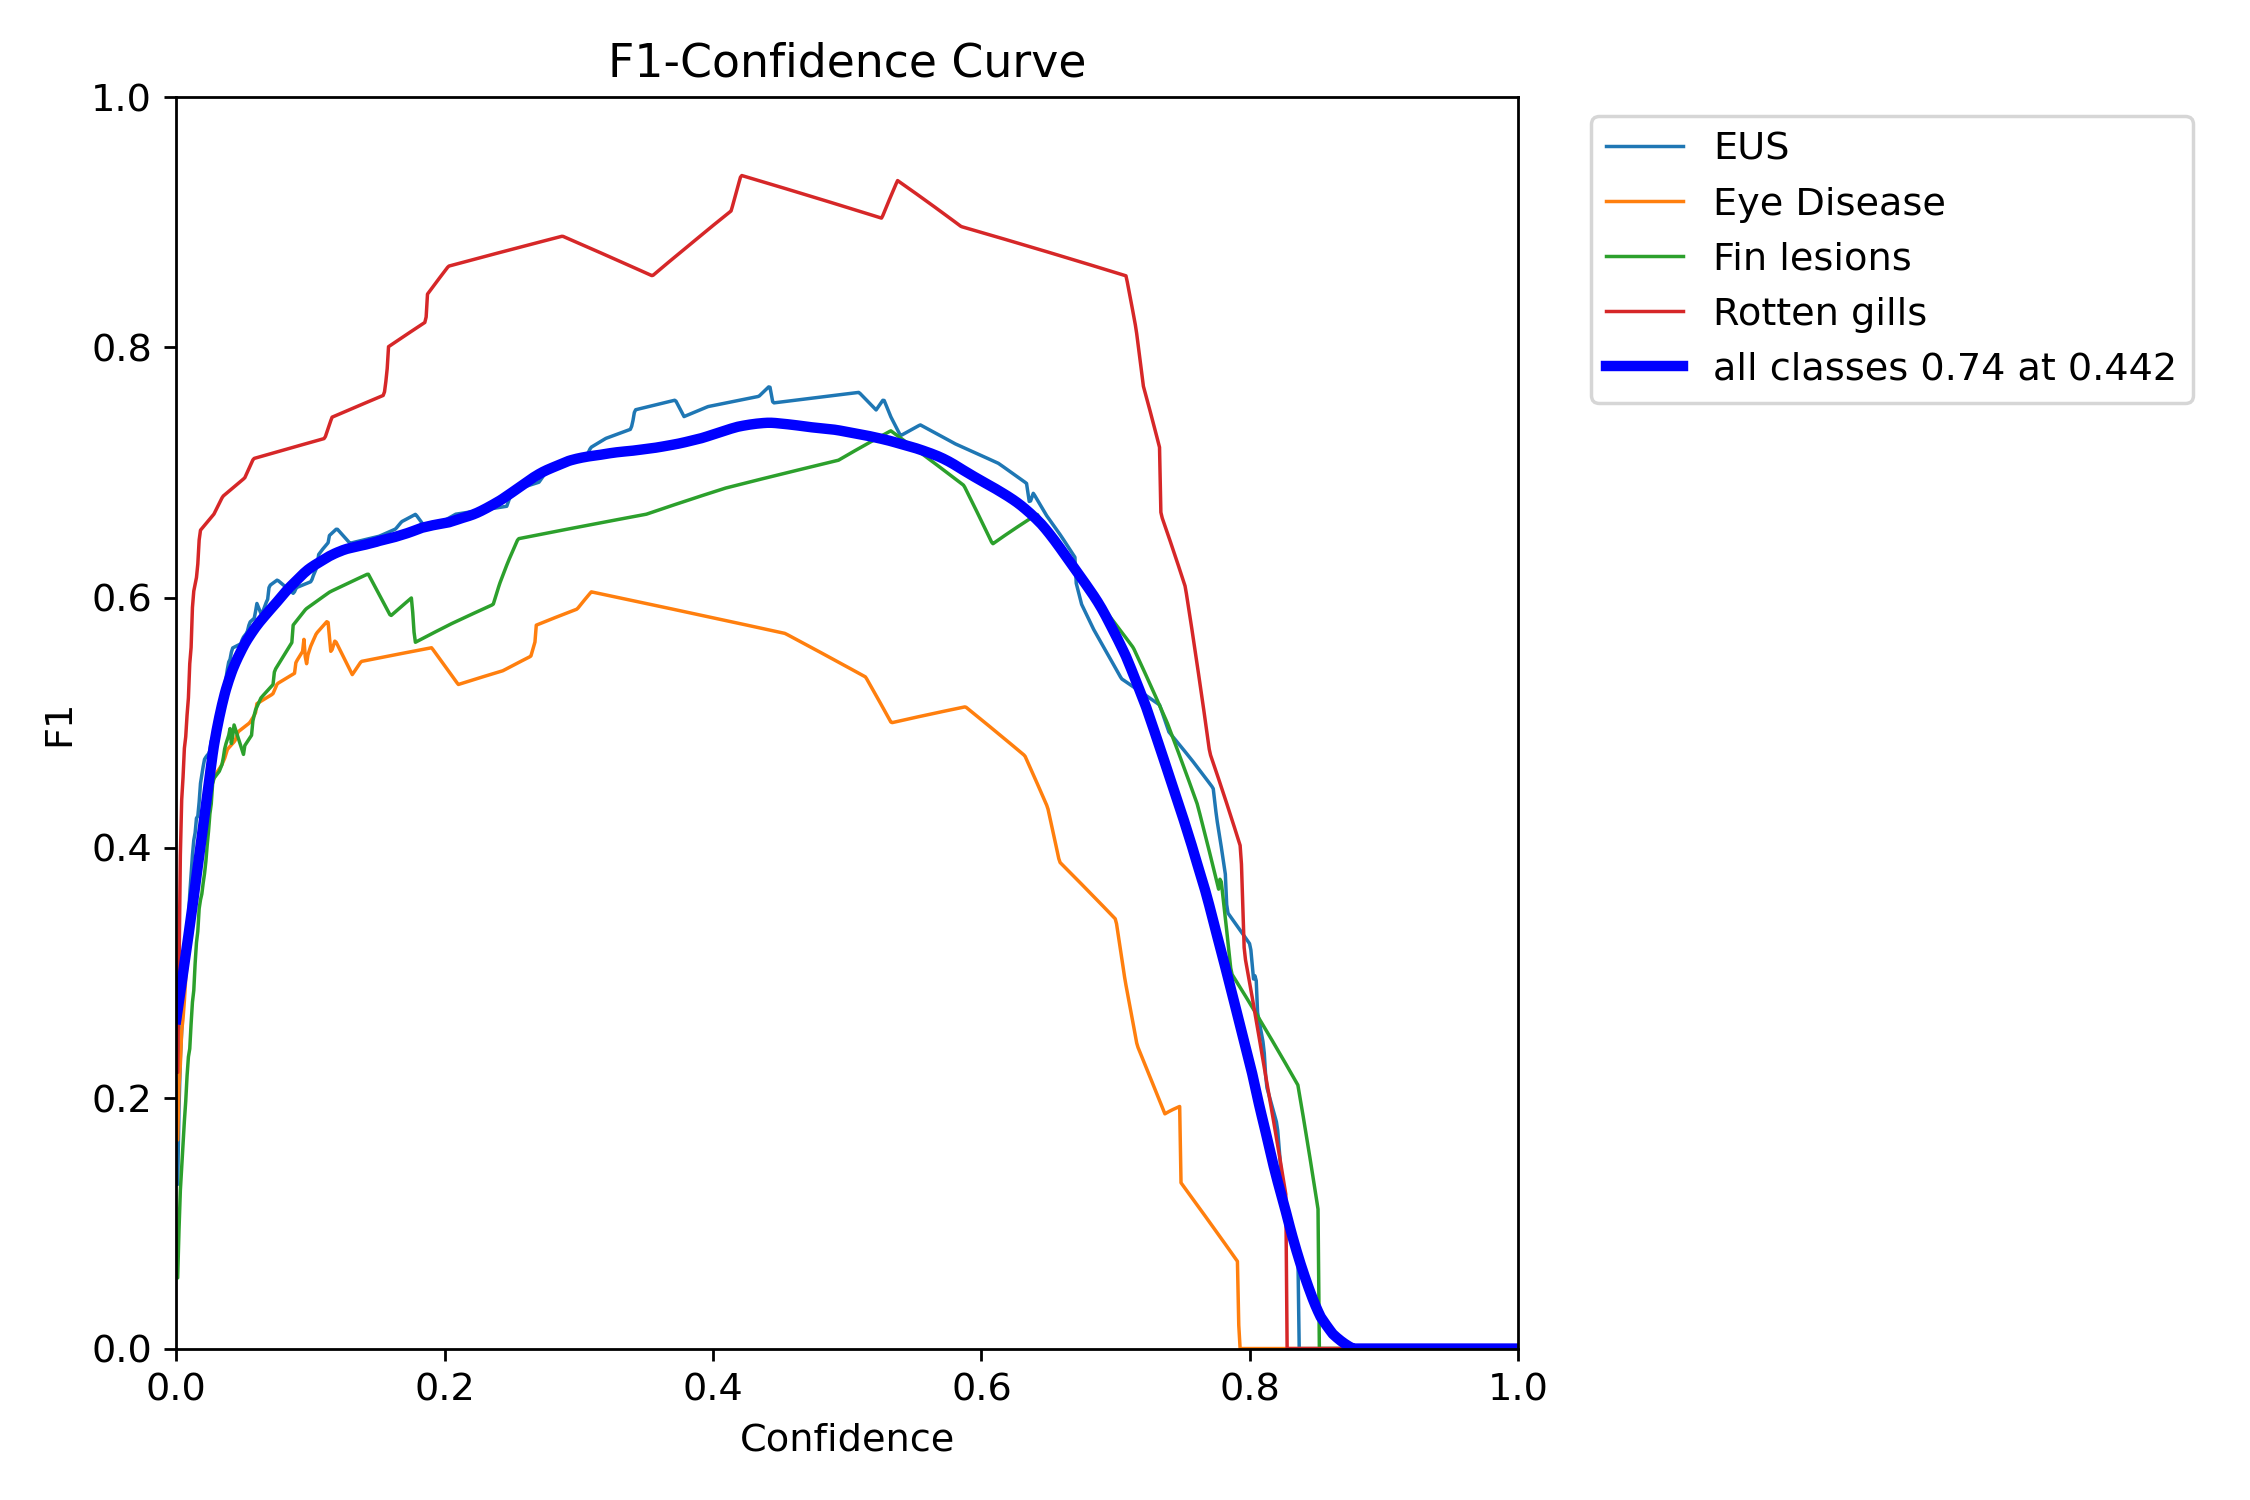 F1-Confidence Curve
1.0
0.8
0.6
0.4
0.2
0.0
F1
0.0 0.2 0.4 0.6 0.8 1.0
Confidence
EUS
Eye Disease
Fin lesions
Rotten gills
all classes 0.74 at 0.442